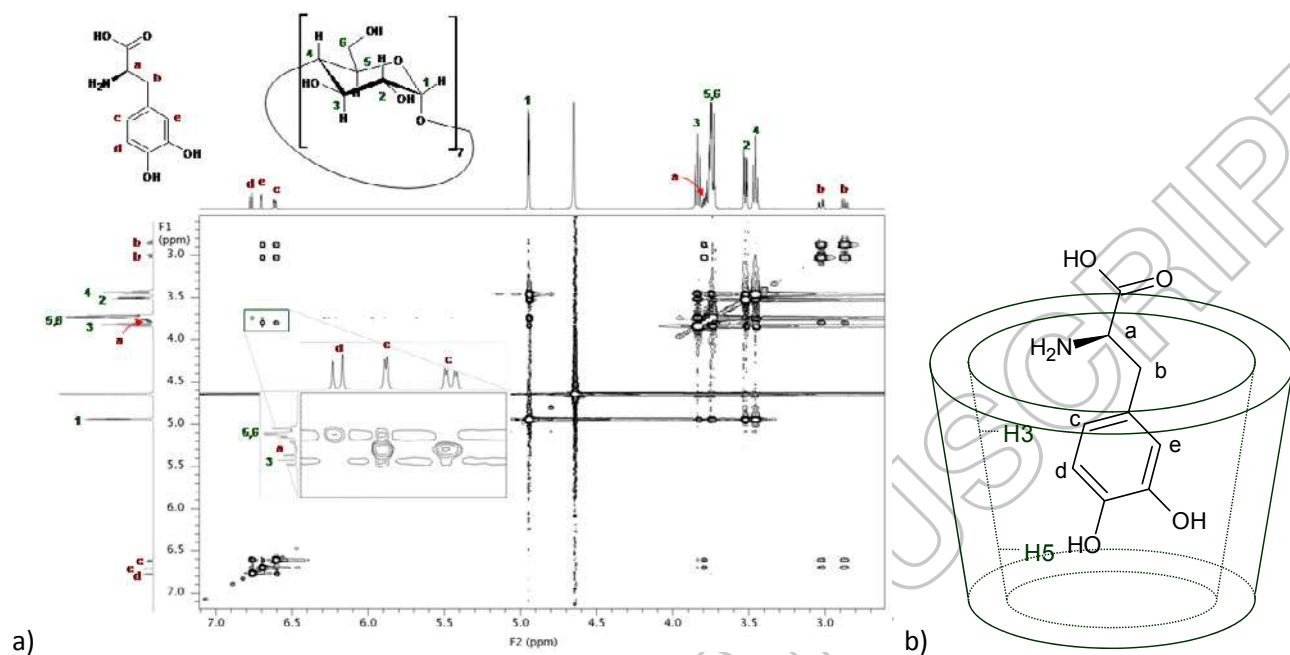 HO
O
a
H₂N
b
c
e
d
OH
OH
OH
6
H
4
5
O
H
1
H
HO
2
OH
3
H
O
7
1
5,6
3
a
2
4
d e c
b b
F1
(ppm)
b
b
4
2
5,6
3
a
1
c
e
d
3.0
3.5
4.0
4.5
5.0
5.5
6.0
6.5
7.0
d c c
6,6
a
3
7.0 6.5 6.0 5.5 5.0 4.5 4.0 3.5 3.0
F2 (ppm)
a)
HO
O
H₂N
a
b
c
H3
e
d
OH
HO
H5
b)
USCRIPT